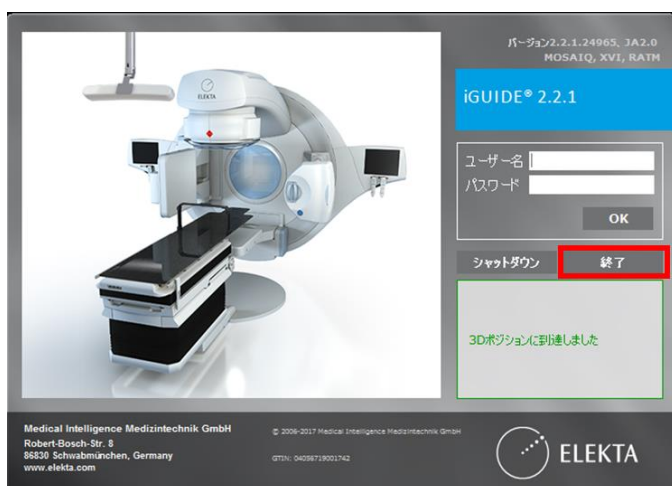 ELEKTA
バージョン2.2.1.24965, JA2.0
MOSAIQ, XVI, RATM
iGUIDE® 2.2.1
ユーザー名
パスワード
OK
シャットダウン
終了
3Dポジションに到達しました
Medical Intelligence Medizintechnik GmbH
Robert-Bosch-Str. 8
86830 Schwabmünchen, Germany
www.elekta.com
© 2006-2017 Medical Intelligence Medizintechnik GmbH
GTIN: 04056719001742
ELEKTA